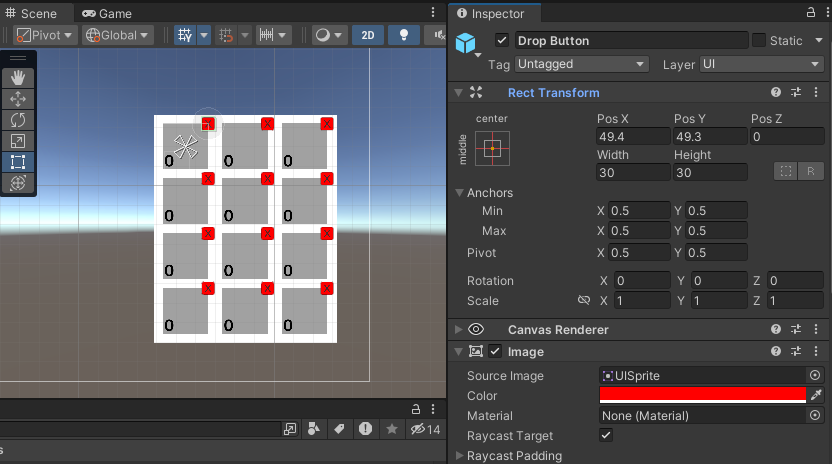 Scene Game
Pivot Global 2D
X X X
0 0 0
X X X
0 0 0
X X X
0 0 0
X X X
0 0 0
14
s
Inspector
Drop Button Static
Tag Untagged Layer UI
Rect Transform
center Pos X Pos Y Pos Z
middle 49.4 49.3 0
Width Height
30 30 R
Anchors
Min X 0.5 Y 0.5
Max X 0.5 Y 0.5
Pivot X 0.5 Y 0.5
Rotation X 0 Y 0 Z 0
Scale X 1 Y 1 Z 1
Canvas Renderer
Image
Source Image UISprite
Color
Material None (Material)
Raycast Target
Raycast Padding